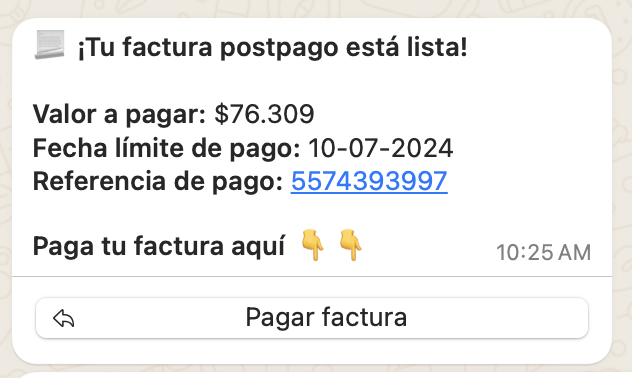 ¡Tu factura postpago está lista!
Valor a pagar: $76.309
Fecha límite de pago: 10-07-2024
Referencia de pago: 5574393997
Paga tu factura aquí 👇 👇
10:25 AM
Pagar factura